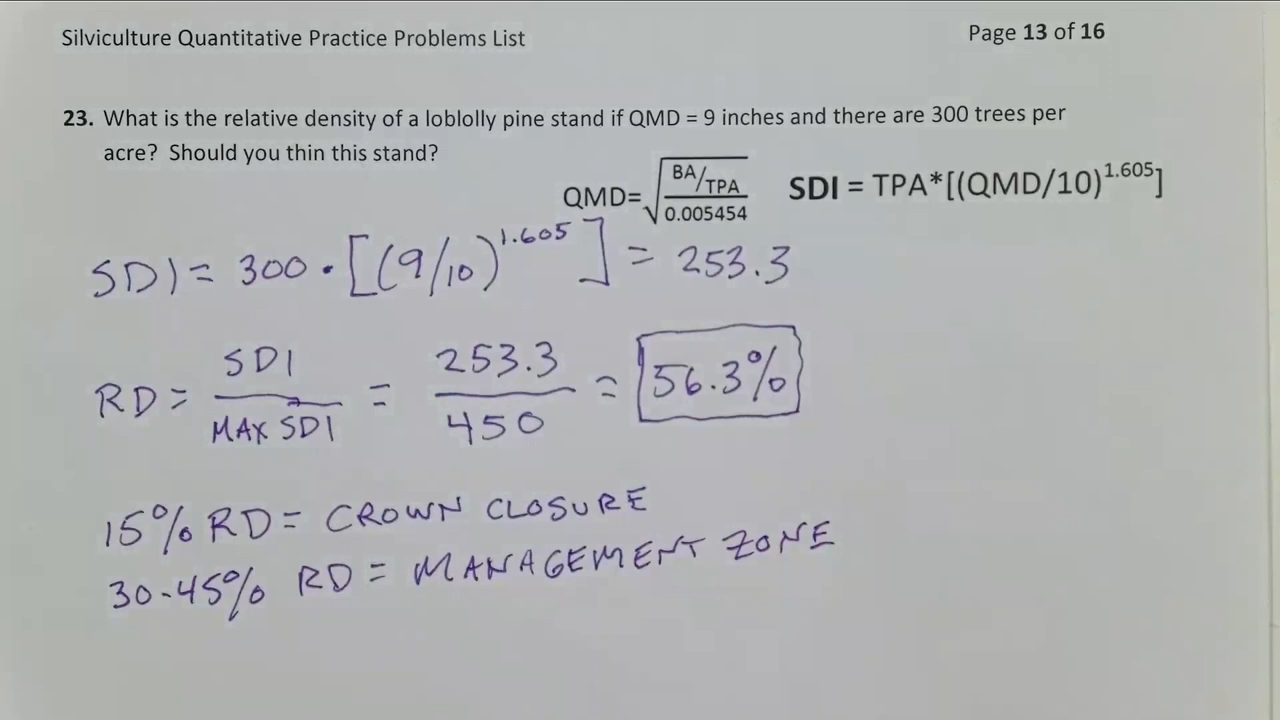 Silviculture Quantitative Practice Problems List
Page 13 of 16
23. What is the relative density of a loblolly pine stand if QMD = 9 inches and there are 300 trees per
acre? Should you thin this stand?
QMD=√((BA/TPA)/0.005454) SDI = TPA*[(QMD/10)^1.605]
SDI = 300 · [(9/10)^1.605] = 253.3
RD = SDI/MAX SDI = 253.3/450 = 56.3%
15% RD = CROWN CLOSURE
30-45% RD = MANAGEMENT ZONE